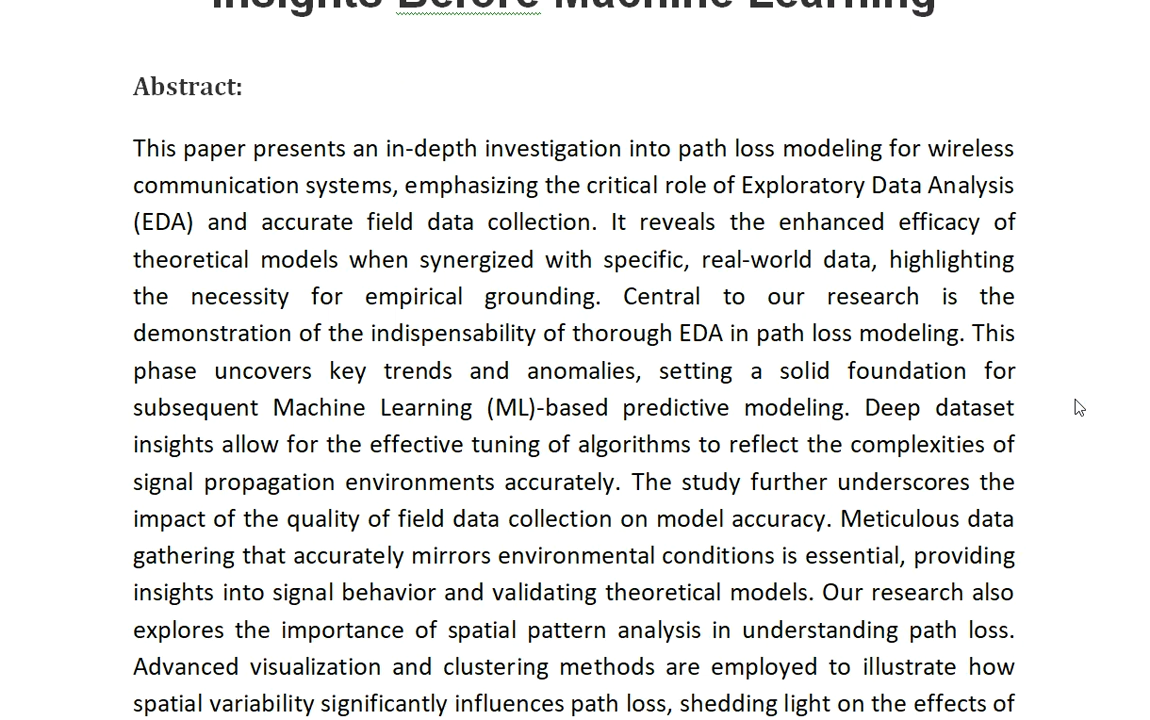 Insights Before Machine Learning
Abstract:
This paper presents an in-depth investigation into path loss modeling for wireless
communication systems, emphasizing the critical role of Exploratory Data Analysis
(EDA) and accurate field data collection. It reveals the enhanced efficacy of
theoretical models when synergized with specific, real-world data, highlighting
the necessity for empirical grounding. Central to our research is the
demonstration of the indispensability of thorough EDA in path loss modeling. This
phase uncovers key trends and anomalies, setting a solid foundation for
subsequent Machine Learning (ML)-based predictive modeling. Deep dataset
insights allow for the effective tuning of algorithms to reflect the complexities of
signal propagation environments accurately. The study further underscores the
impact of the quality of field data collection on model accuracy. Meticulous data
gathering that accurately mirrors environmental conditions is essential, providing
insights into signal behavior and validating theoretical models. Our research also
explores the importance of spatial pattern analysis in understanding path loss.
Advanced visualization and clustering methods are employed to illustrate how
spatial variability significantly influences path loss, shedding light on the effects of